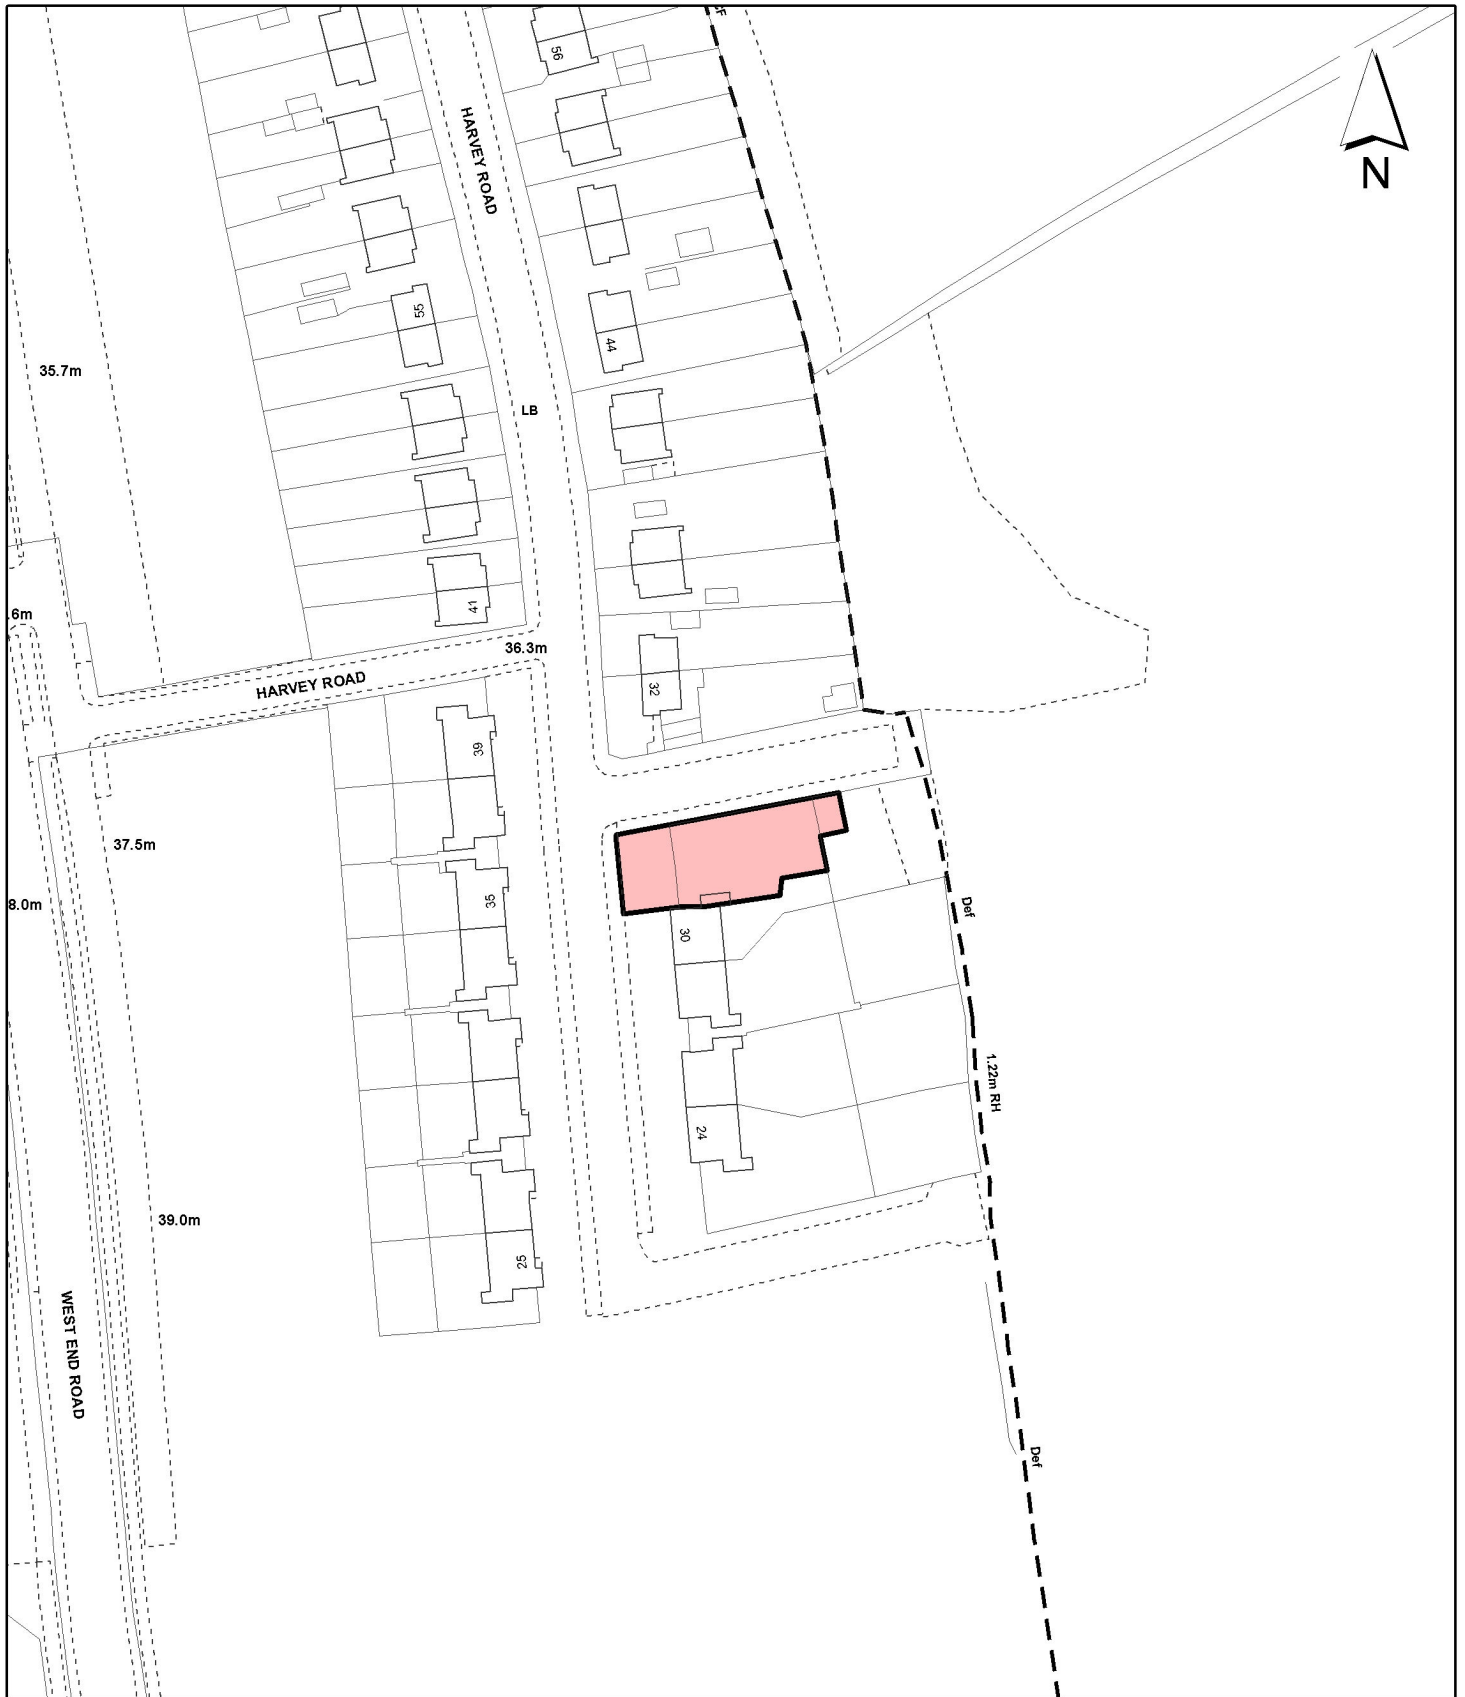 56
HARVEY ROAD
N
55
44
35.7m
LB
41
.6m
36.3m
HARVEY ROAD
32
39
37.5m
35
8.0m
30
Def
1.22m RH
24
39.0m
25
WEST END ROAD
Def